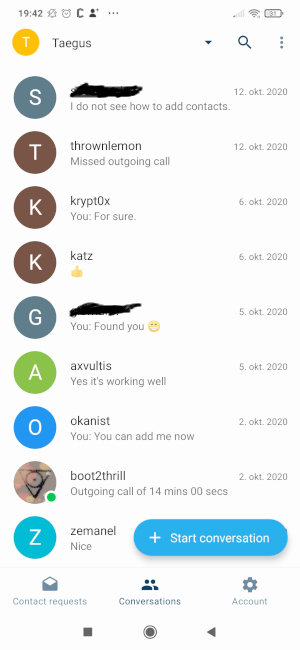 19:42 31
T Taegus
S 12. okt. 2020
I do not see how to add contacts.
T thrownlemon 12. okt. 2020
Missed outgoing call
K krypt0x 6. okt. 2020
You: For sure.
K katz 6. okt. 2020
👍
G 5. okt. 2020
You: Found you 😁
A axvultis 5. okt. 2020
Yes it's working well
O okanist 2. okt. 2020
You: You can add me now
boot2thrill 2. okt. 2020
Outgoing call of 14 mins 00 secs
Z zemanel
Nice
+ Start conversation
Contact requests Conversations Account